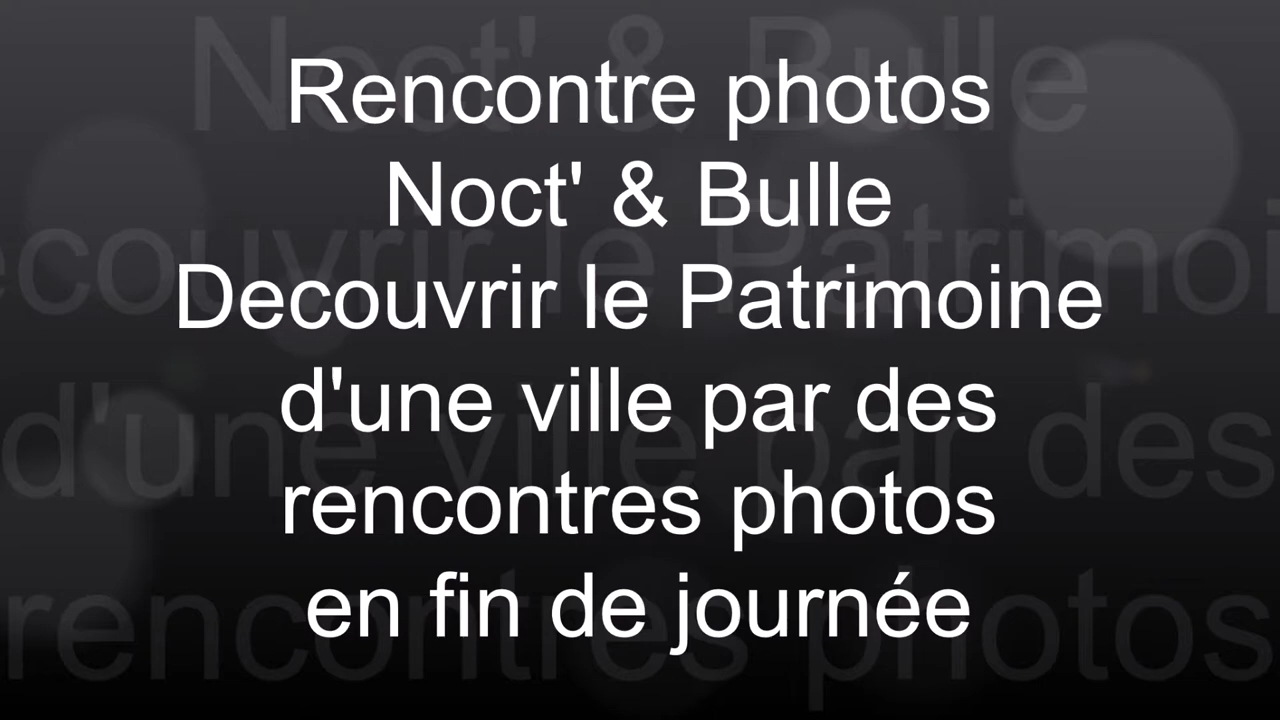 Rencontre photos
Noct' & Bulle
Decouvrir le Patrimoine
d'une ville par des
rencontres photos
en fin de journée